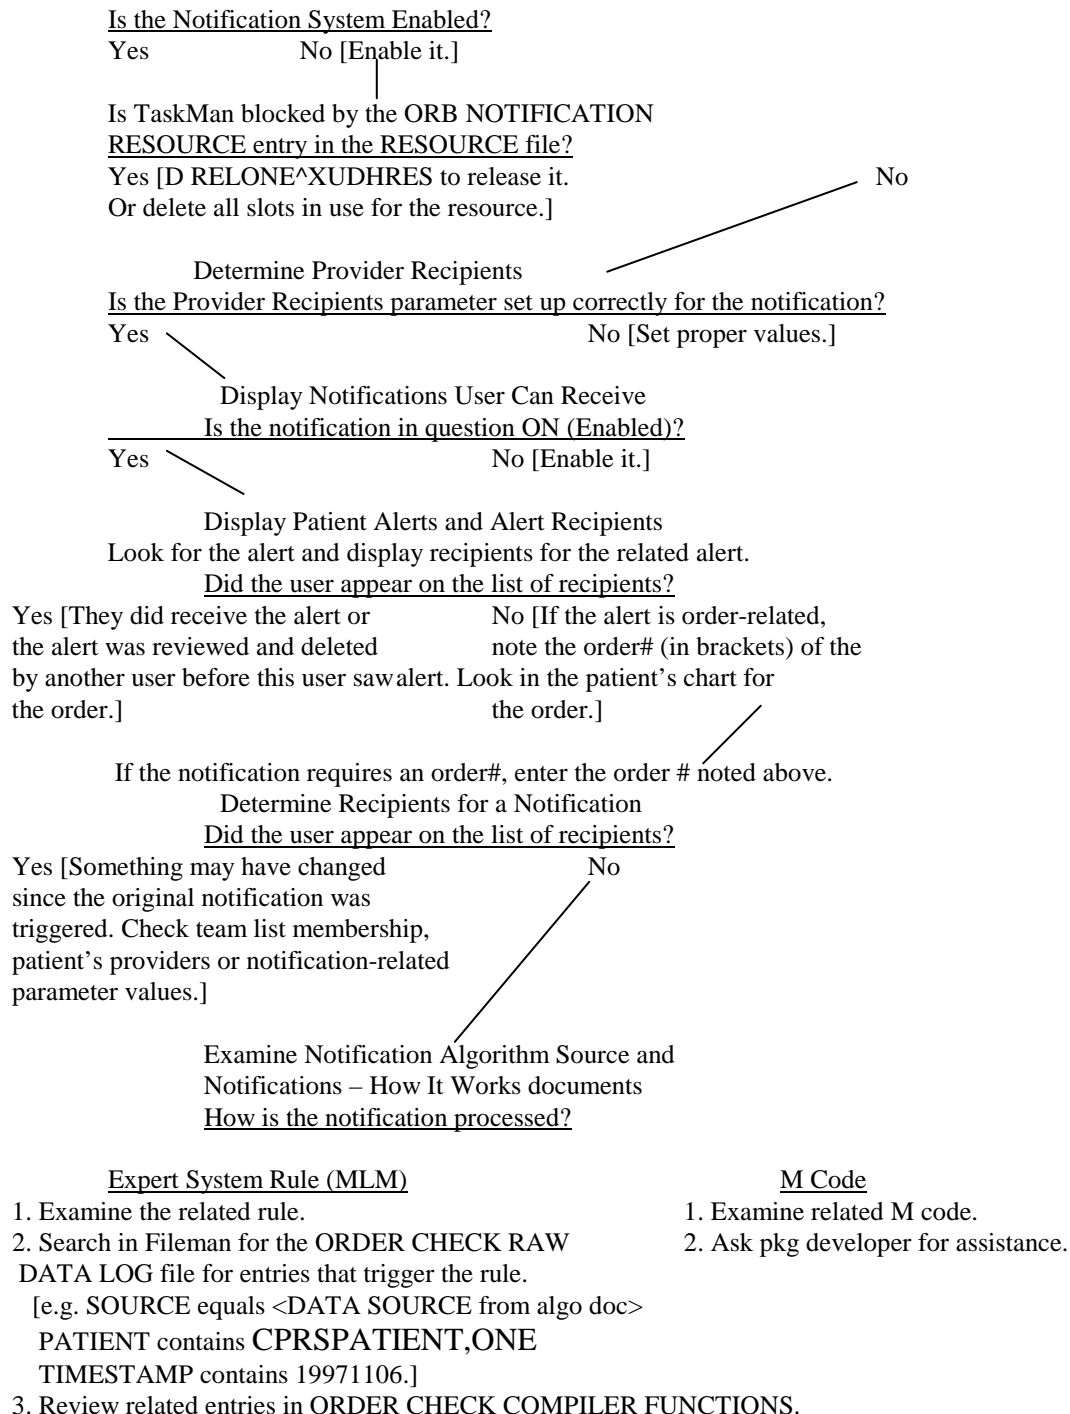 Is the Notification System Enabled?
Yes No [Enable it.]
Is TaskMan blocked by the ORB NOTIFICATION
RESOURCE entry in the RESOURCE file?
Yes [D RELONE^XUDHRES to release it. No
Or delete all slots in use for the resource.]
Determine Provider Recipients
Is the Provider Recipients parameter set up correctly for the notification?
Yes No [Set proper values.]
Display Notifications User Can Receive
Is the notification in question ON (Enabled)?
Yes No [Enable it.]
Display Patient Alerts and Alert Recipients
Look for the alert and display recipients for the related alert.
Did the user appear on the list of recipients?
Yes [They did receive the alert or No [If the alert is order-related,
the alert was reviewed and deleted note the order# (in brackets) of the
by another user before this user saw alert. Look in the patient’s chart for
the order.] the order.]
If the notification requires an order#, enter the order # noted above.
Determine Recipients for a Notification
Did the user appear on the list of recipients?
Yes [Something may have changed No
since the original notification was
triggered. Check team list membership,
patient’s providers or notification-related
parameter values.]
Examine Notification Algorithm Source and
Notifications – How It Works documents
How is the notification processed?
Expert System Rule (MLM) M Code
1. Examine the related rule. 1. Examine related M code.
2. Search in Fileman for the ORDER CHECK RAW 2. Ask pkg developer for assistance.
DATA LOG file for entries that trigger the rule.
[e.g. SOURCE equals <DATA SOURCE from algo doc>
PATIENT contains CPRSPATIENT,ONE
TIMESTAMP contains 19971106.]
3. Review related entries in ORDER CHECK COMPILER FUNCTIONS.